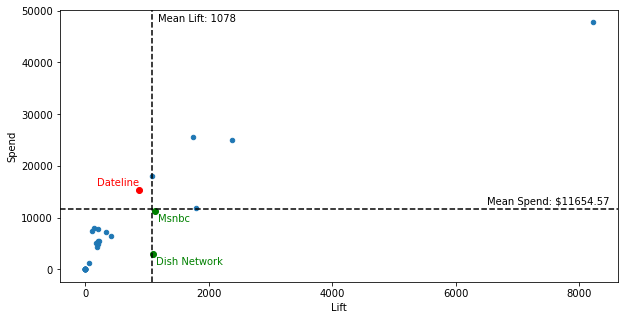 50000
Mean Lift: 1078
40000
30000
Spend
20000
Dateline
Mean Spend: $11654.57
10000
Msnbc
Dish Network
0
0
2000
4000
6000
8000
Lift